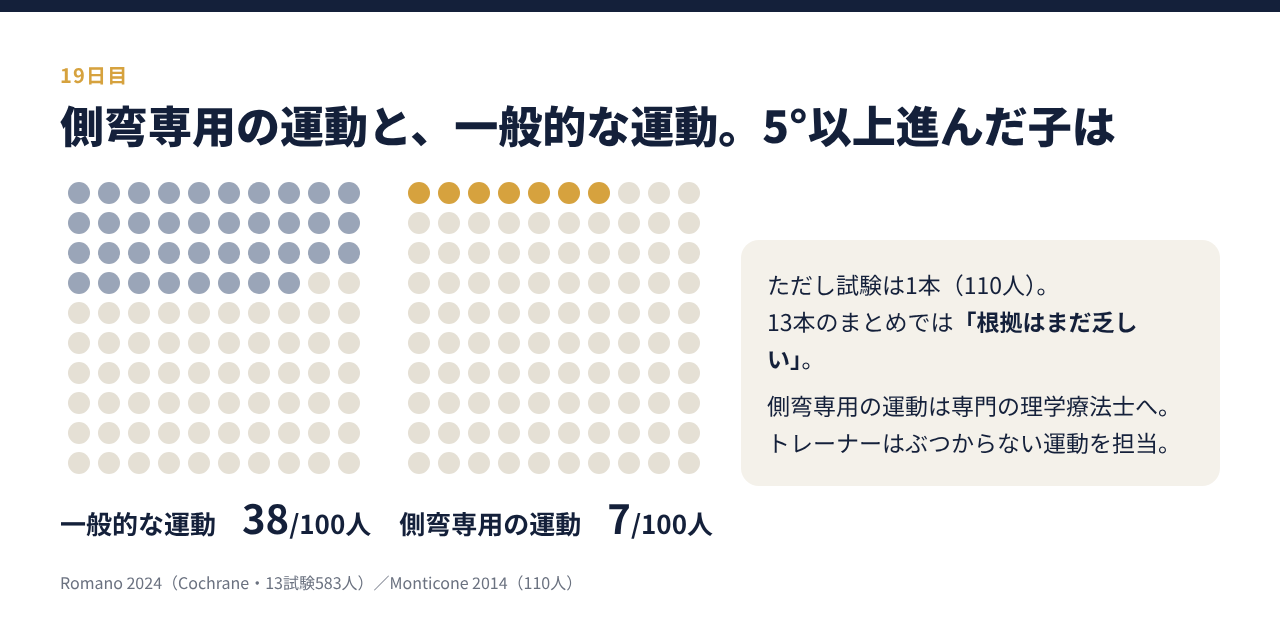 19日目
側弯専用の運動と、一般的な運動。5°以上進んだ子は
ただし試験は1本（110人）。
13本のまとめでは「根拠はまだ乏し
い」。
側弯専用の運動は専門の理学療法士へ。
トレーナーはぶつからない運動を担当。
一般的な運動 38/100人
側弯専用の運動 7/100人
Romano 2024（Cochrane・13試験583人）／Monticone 2014（110人）